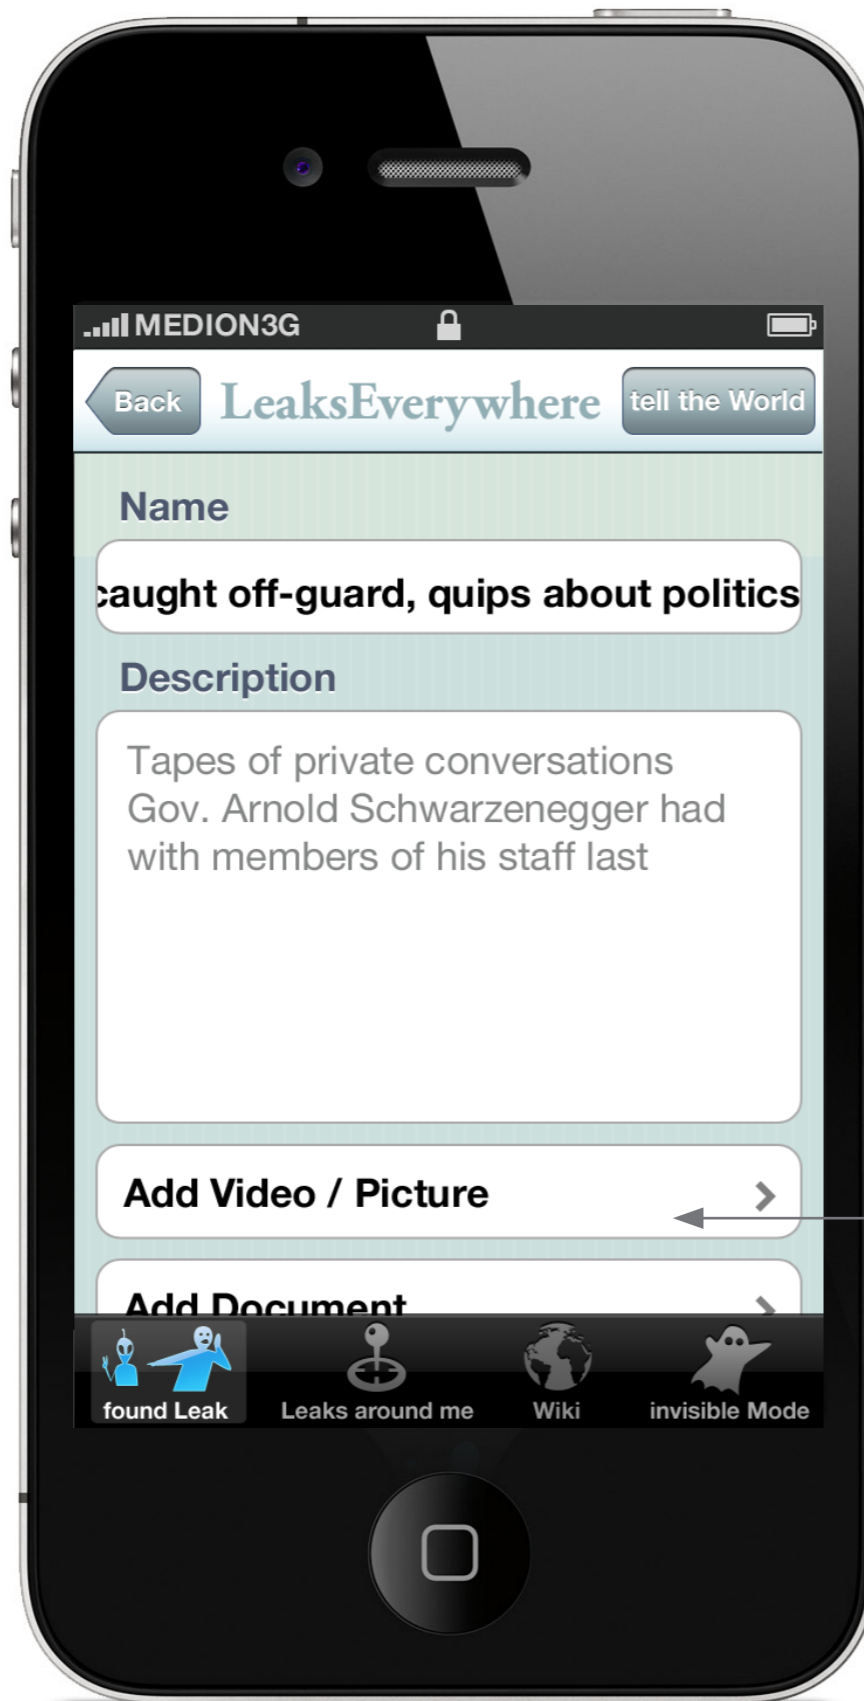 MEDION3G
Back
LeaksEverywhere
tell the World
Name
caught off-guard, quips about politics
Description
Tapes of private conversations
Gov. Arnold Schwarzenegger had
with members of his staff last
Add Video / Picture
Add Document
found Leak
Leaks around me
Wiki
invisible Mode